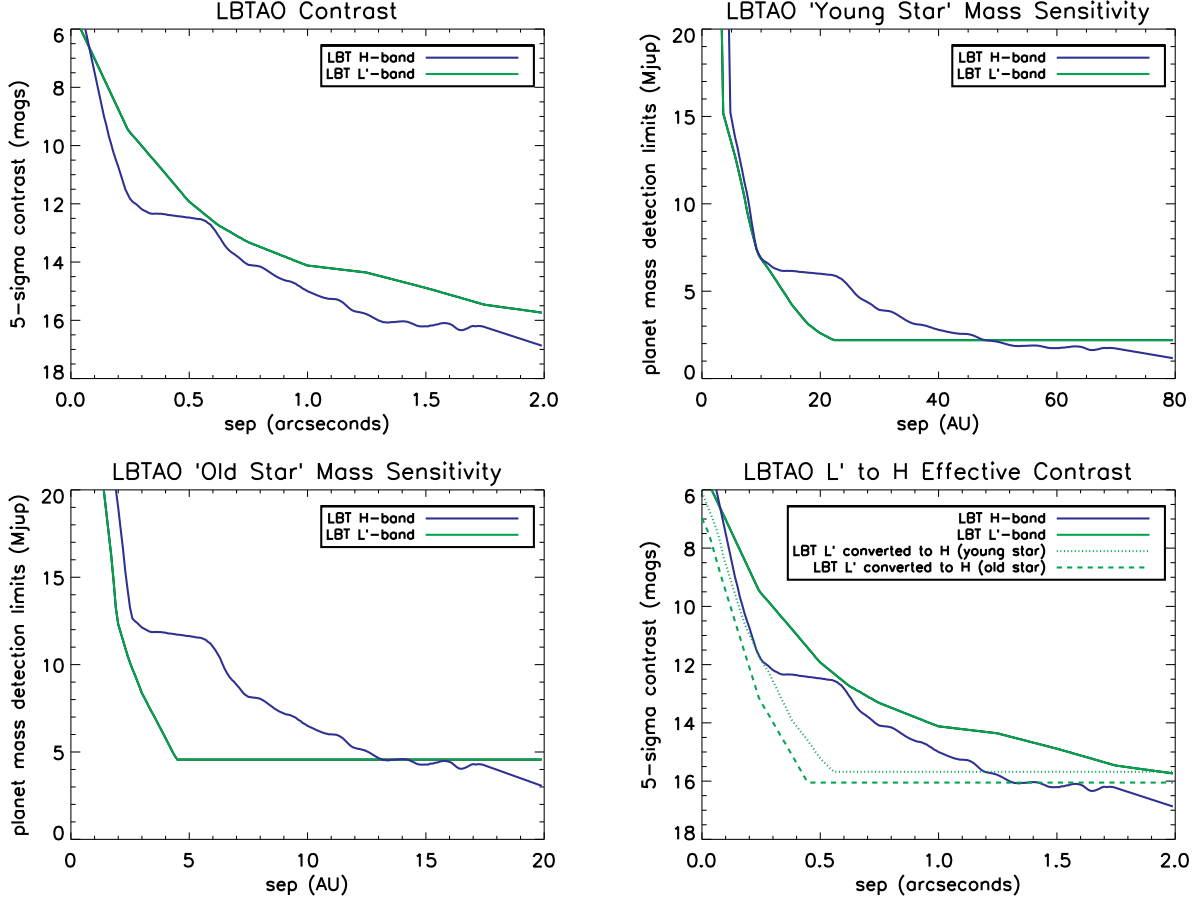 LBTAO Contrast
6
8
10
12
14
16
18
5-sigma contrast (mags)
LBT H-band
LBT L'-band
0.0 0.5 1.0 1.5 2.0
sep (arcseconds)
LBTAO 'Young Star' Mass Sensitivity
20
15
10
5
0
planet mass detection limits (Mjup)
LBT H-band
LBT L'-band
0 20 40 60 80
sep (AU)
LBTAO 'Old Star' Mass Sensitivity
20
15
10
5
0
planet mass detection limits (Mjup)
LBT H-band
LBT L'-band
0 5 10 15 20
sep (AU)
LBTAO L' to H Effective Contrast
6
8
10
12
14
16
18
5-sigma contrast (mags)
LBT H-band
LBT L'-band
LBT L' converted to H (young star)
LBT L' converted to H (old star)
0.0 0.5 1.0 1.5 2.0
sep (arcseconds)